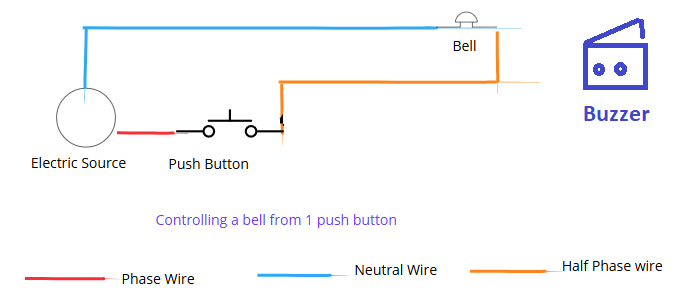 Bell
Buzzer
Electric Source
Push Button
Controlling a bell from 1 push button
Phase Wire
Neutral Wire
Half Phase wire